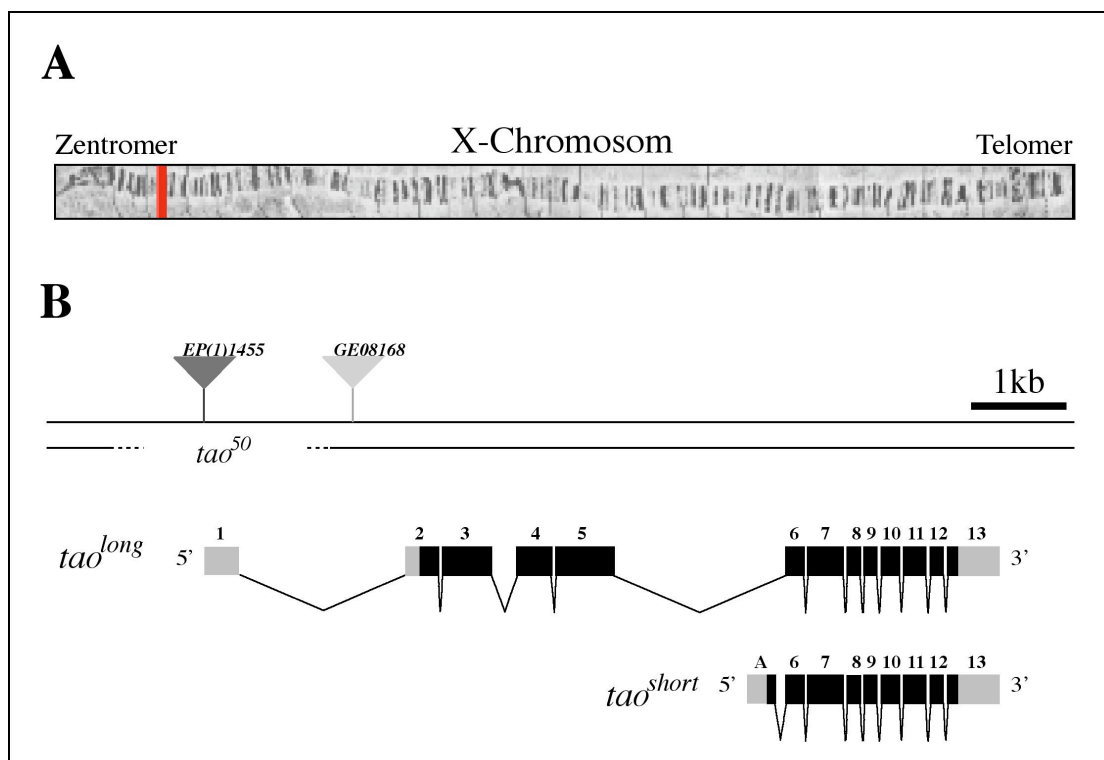 A
Zentromer X-Chromosom Telomer
B
EP(1)1455 GE08168
1kb
tao50
1 2 3 4 5 6 7 8 9 10 11 12 13
taolong 5’ 3’
A 6 7 8 9 10 11 12 13
taoshort 5’ 3’